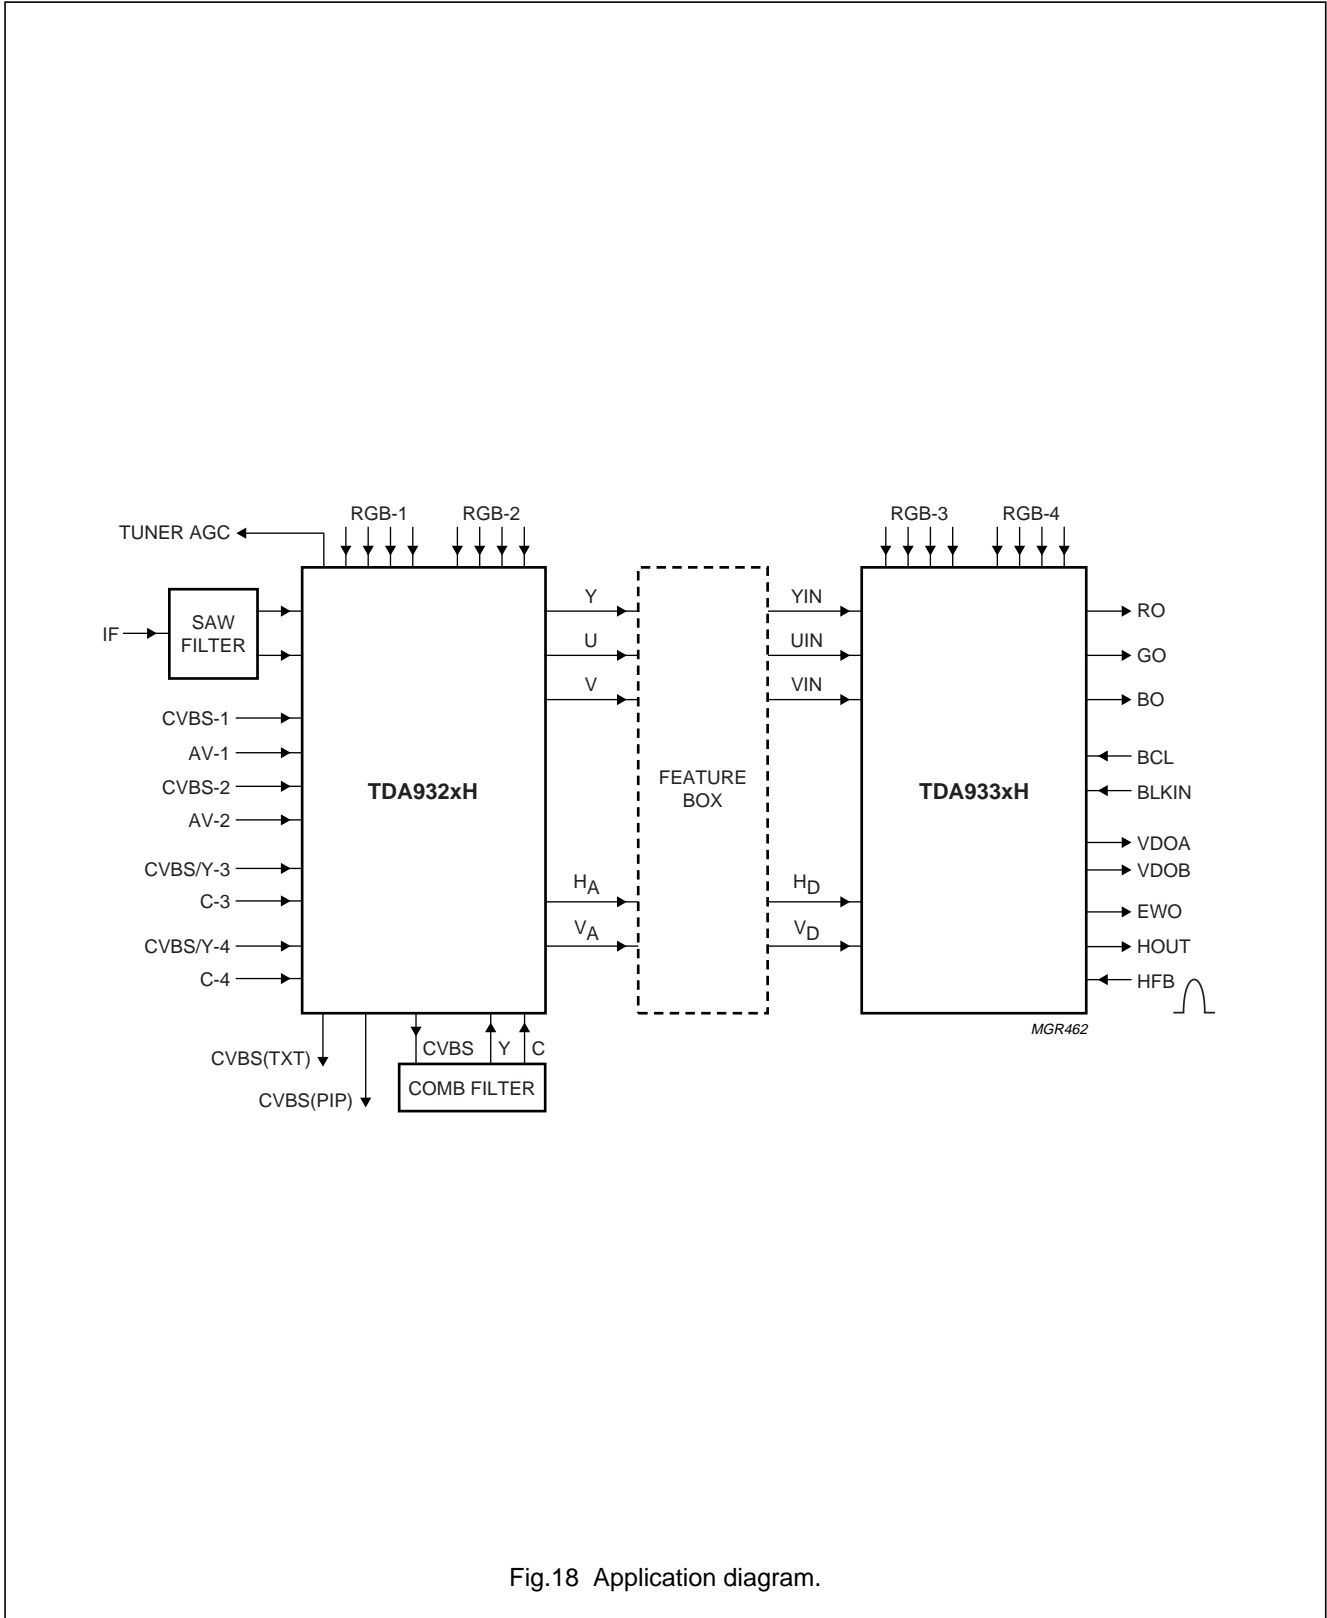 RGB-1
RGB-2
RGB-3
RGB-4
TUNER AGC
SAW
FILTER
IF
CVBS-1
AV-1
CVBS-2
AV-2
CVBS/Y-3
C-3
CVBS/Y-4
C-4
TDA932xH
Y
U
V
HA
VA
FEATURE
BOX
YIN
UIN
VIN
HD
VD
TDA933xH
RO
GO
BO
BCL
BLKIN
VDOA
VDOB
EWO
HOUT
HFB
MGR462
CVBS(TXT)
CVBS(PIP)
CVBS
Y
C
COMB FILTER
Fig.18 Application diagram.